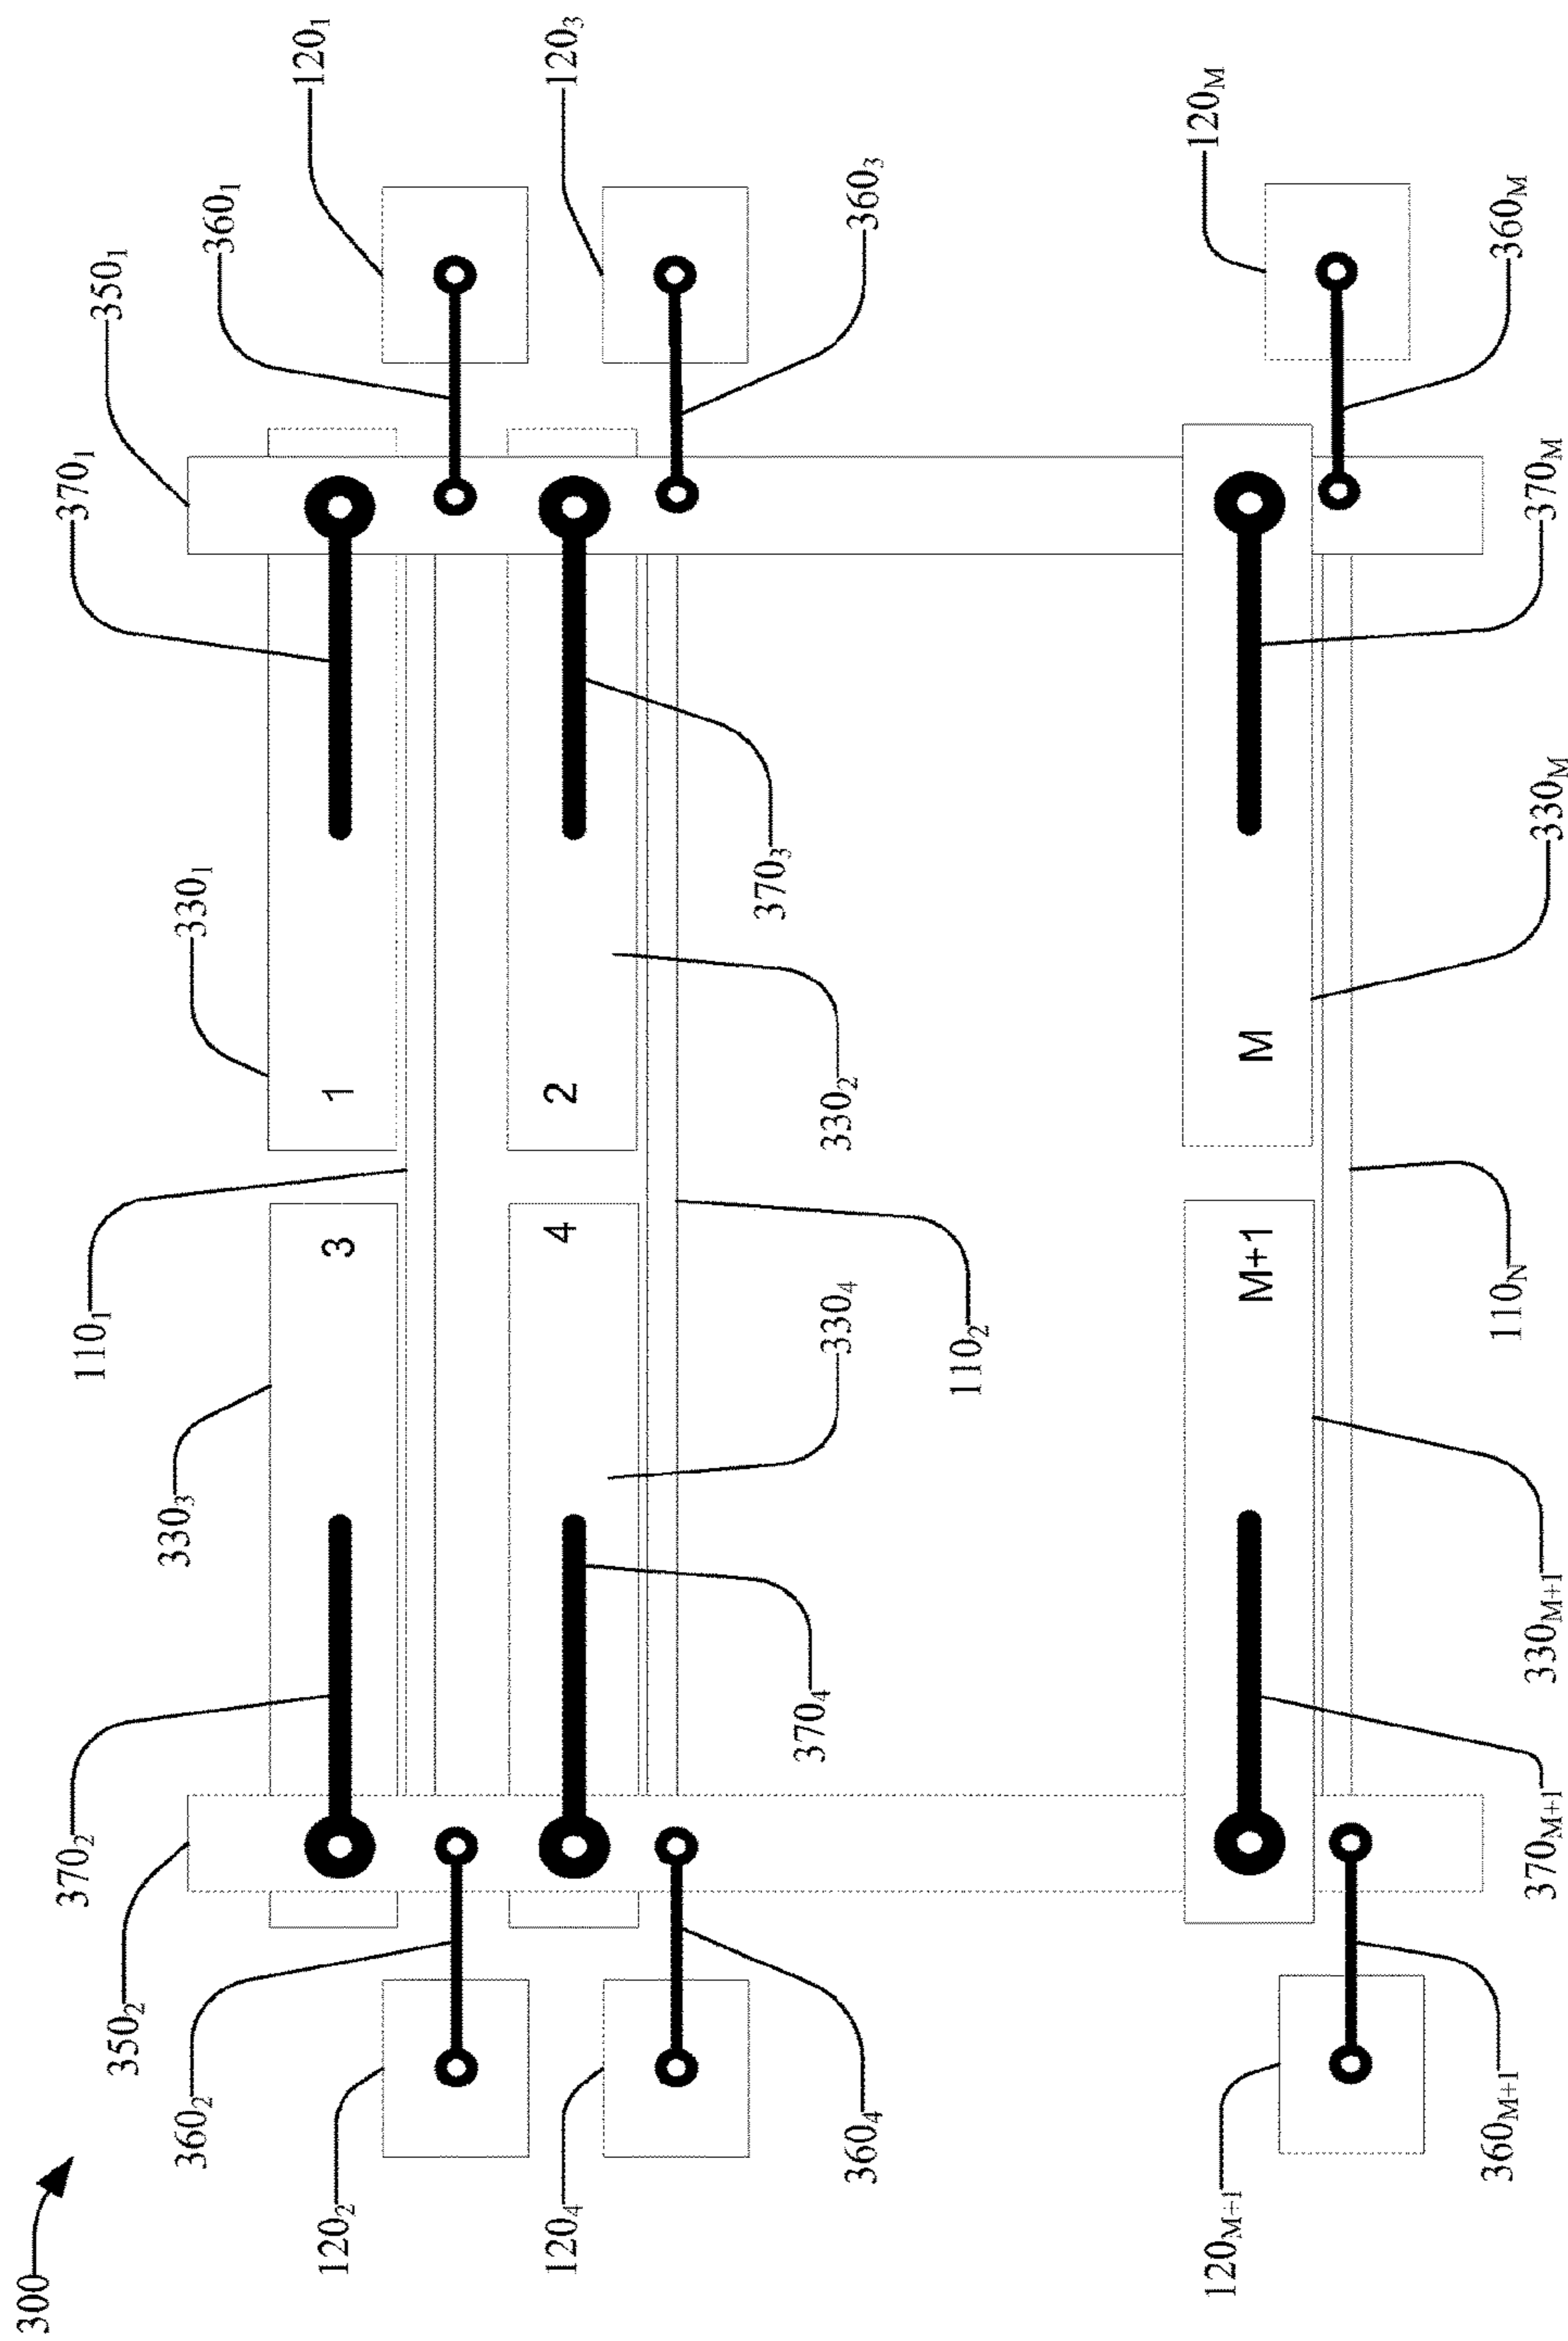 300
370₂
110₁
370₁
350₂
350₁
360₂
330₃
330₁
360₁
120₂
3
1
120₁
120₄
4
2
120₃
370₄
370₃
360₄
330₄
330₂
360₃
110₂
120M+1
M+1
M
120M
360M+1
110N
360M
370M+1
330M+1
330M
370M